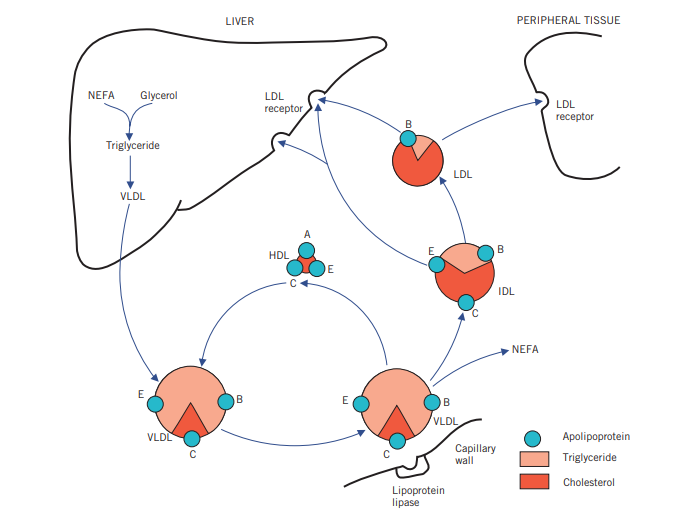 LIVER
PERIPHERAL TISSUE
NEFA
Glycerol
LDL
receptor
LDL
receptor
B
Triglyceride
LDL
VLDL
A
HDL
E
C
E
B
IDL
C
NEFA
E
B
VLDL
C
E
B
VLDL
C
Capillary
wall
Lipoprotein
lipase
Apolipoprotein
Triglyceride
Cholesterol